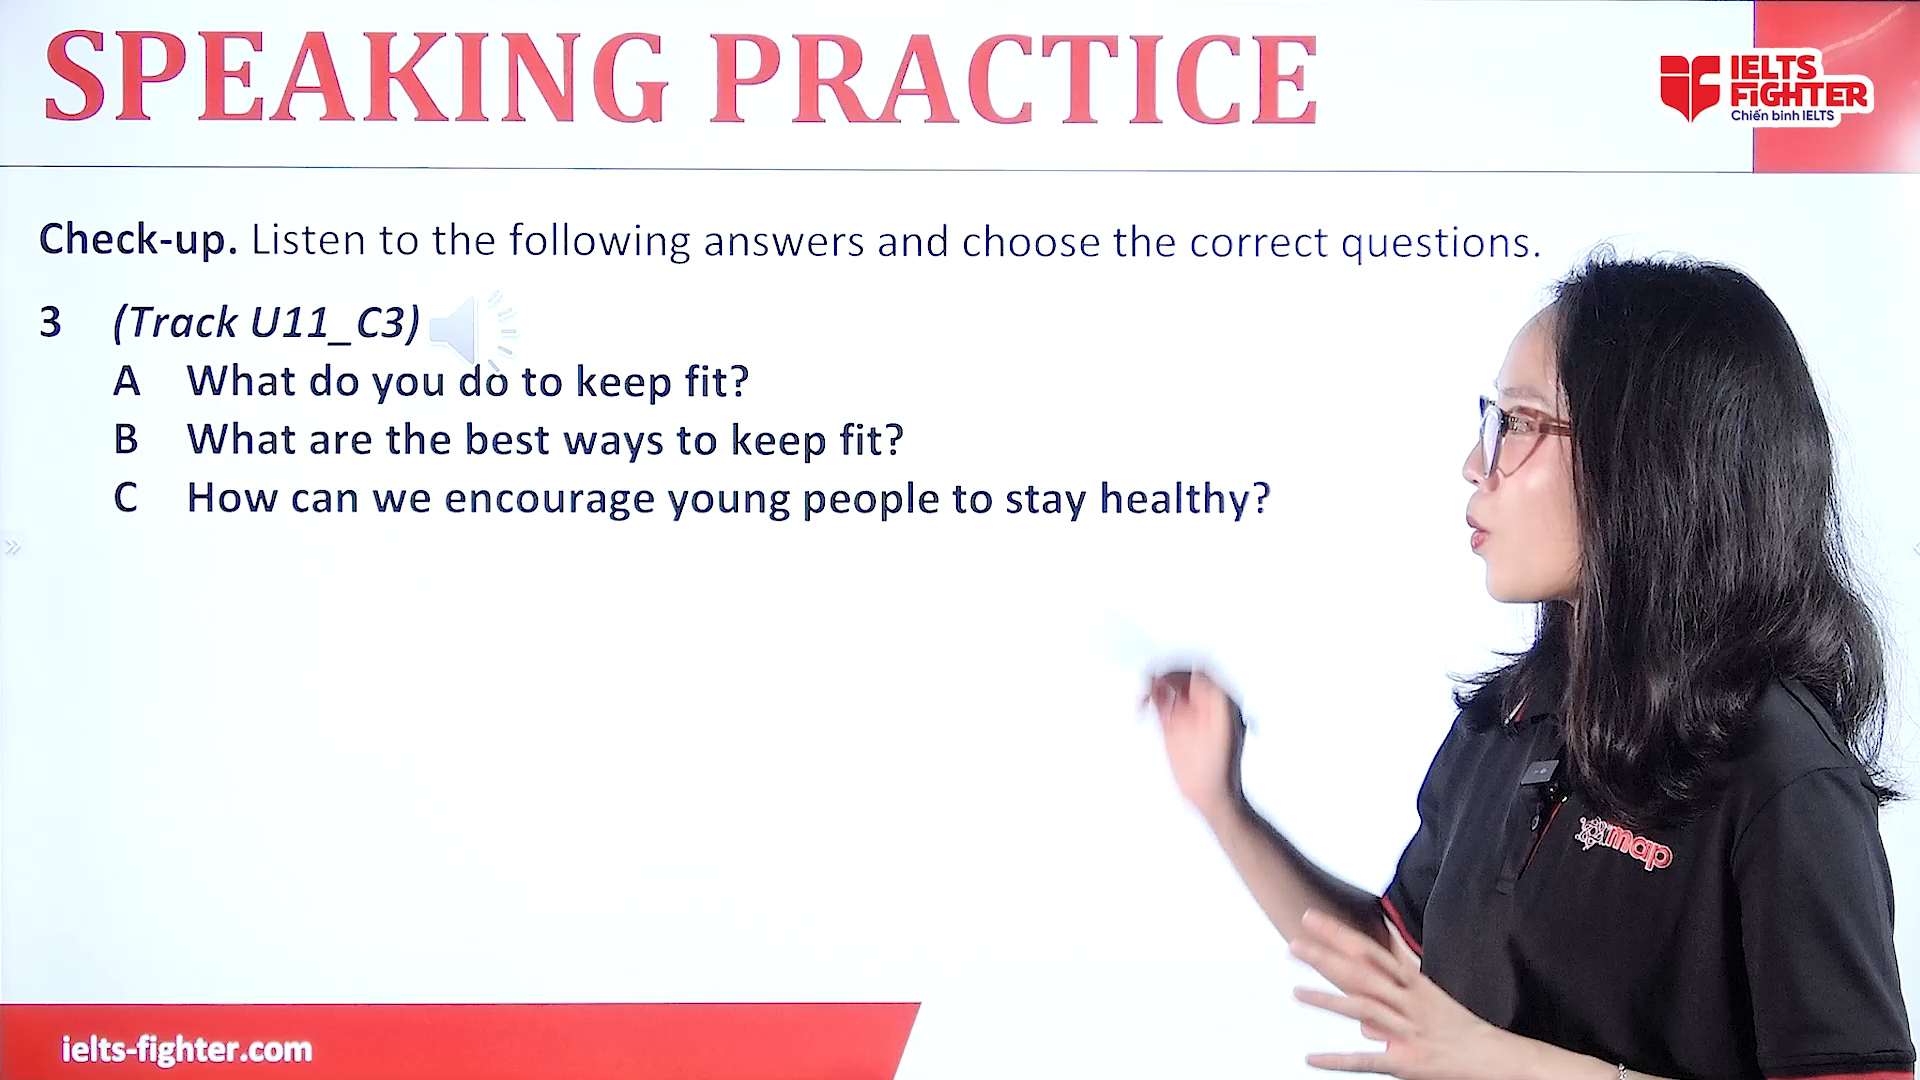 SPEAKING PRACTICE
IELTS
FIGHTER
Chiến binh IELTS
Check-up. Listen to the following answers and choose the correct questions.
3 (Track U11_C3)
A What do you do to keep fit?
B What are the best ways to keep fit?
C How can we encourage young people to stay healthy?
map
ielts-fighter.com